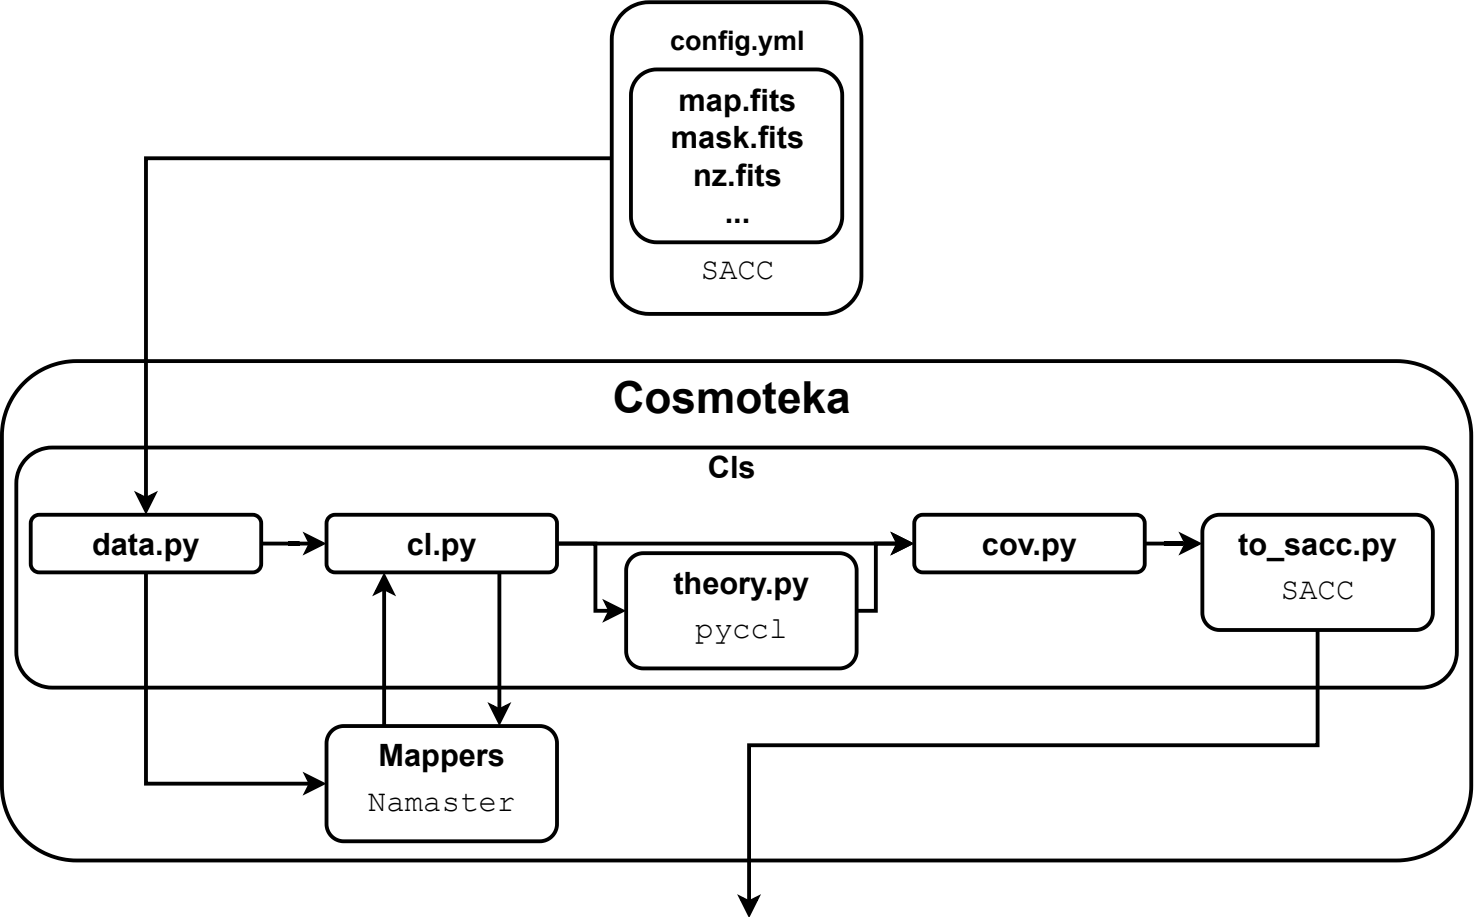 config.yml
map.fits
mask.fits
nz.fits
...
SACC
Cosmoteka
Cls
data.py
cl.py
theory.py
pyccl
cov.py
to_sacc.py
SACC
Mappers
Namaster